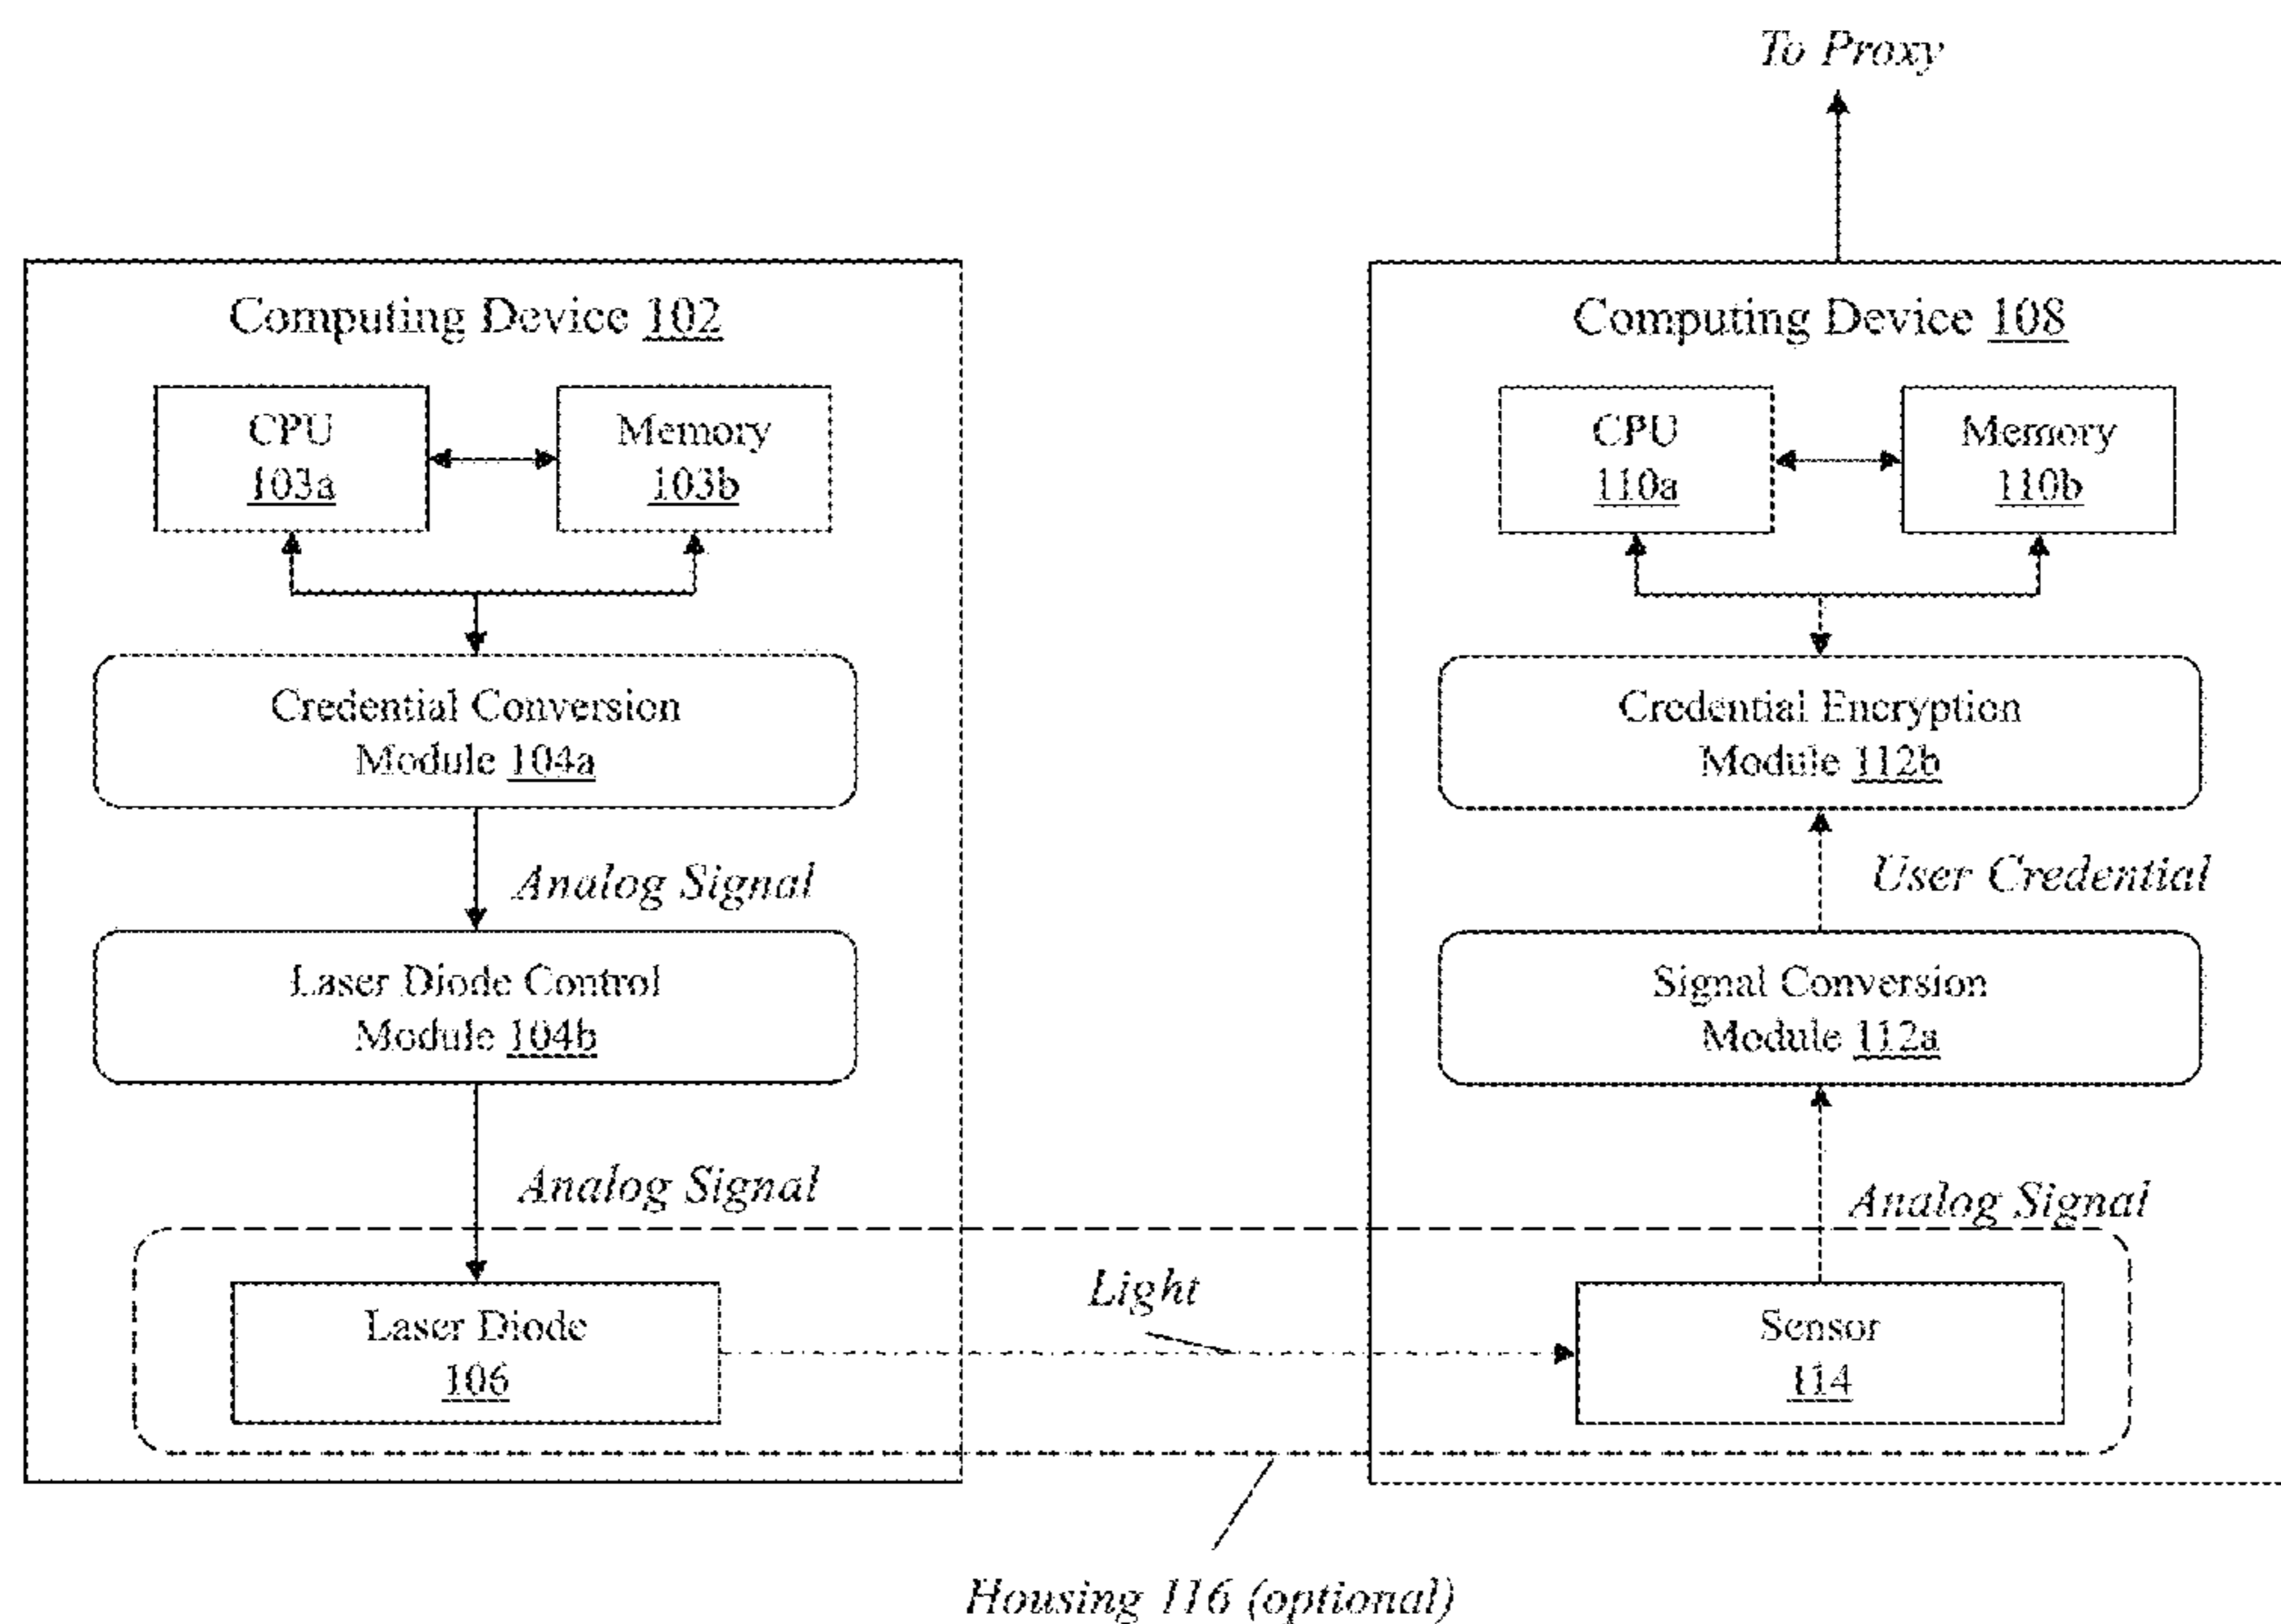 To Proxy
Computing Device 102
CPU
103a
Memory
103b
Credential Conversion
Module 104a
Analog Signal
Laser Diode Control
Module 104b
Analog Signal
Laser Diode
106
Light
Computing Device 108
CPU
110a
Memory
110b
Credential Encryption
Module 112b
User Credential
Signal Conversion
Module 112a
Analog Signal
Sensor
114
Housing 116 (optional)